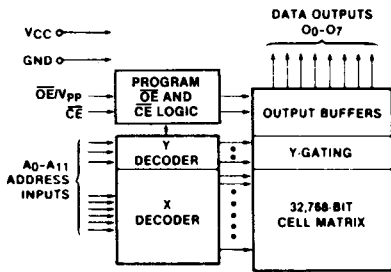 DATA OUTPUTS
O0-O7
VCC
GND
OE/VPP
CE
PROGRAM
OE AND
CE LOGIC
OUTPUT BUFFERS
A0-A11
ADDRESS
INPUTS
Y
DECODER
Y-GATING
X
DECODER
32,768-BIT
CELL MATRIX